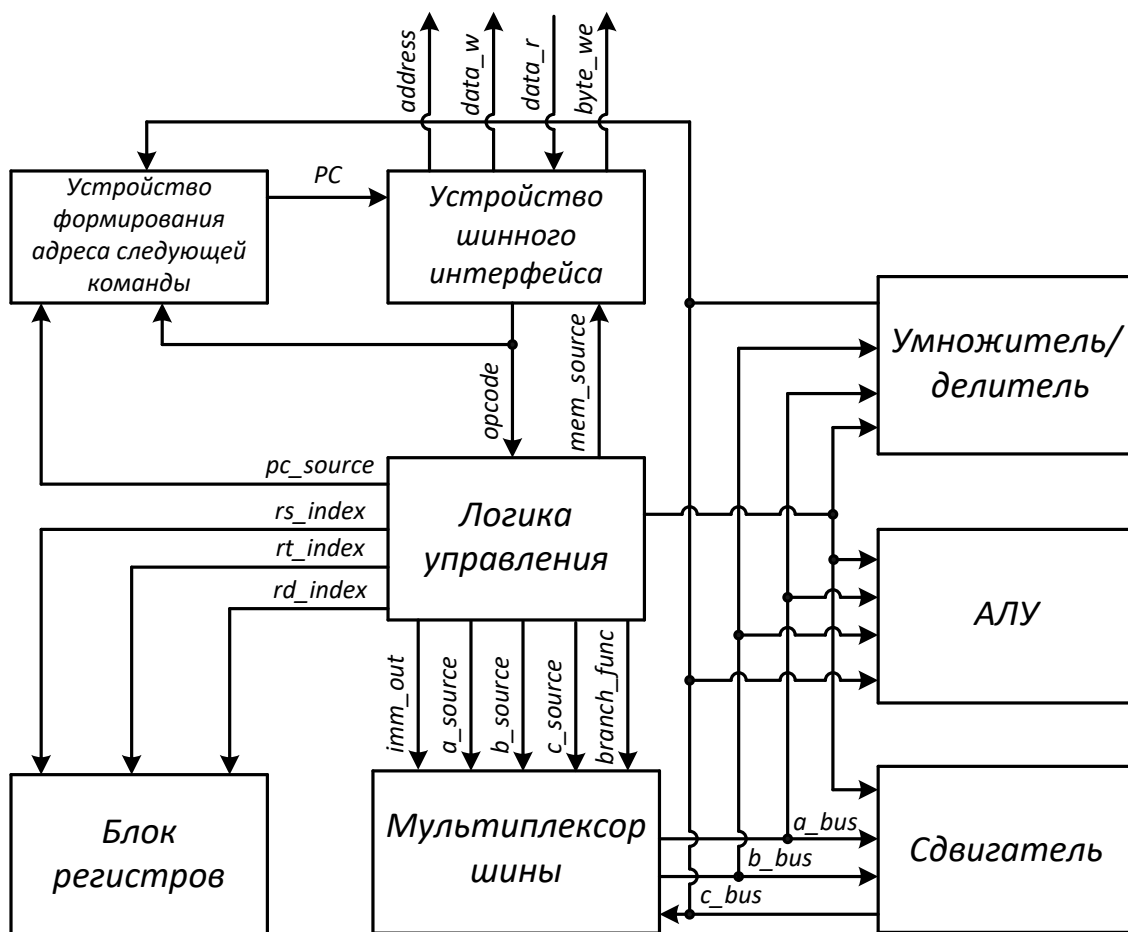 address
data_w
data_r
byte_we
Устройство
формирования
адреса следующей
команды
PC
Устройство
шинного
интерфейса
Умножитель/
делитель
opcode
mem_source
pc_source
rs_index
rt_index
rd_index
Логика
управления
АЛУ
imm_out
a_source
b_source
c_source
branch_func
Блок
регистров
Мультиплексор
шины
a_bus
b_bus
c_bus
Сдвигатель